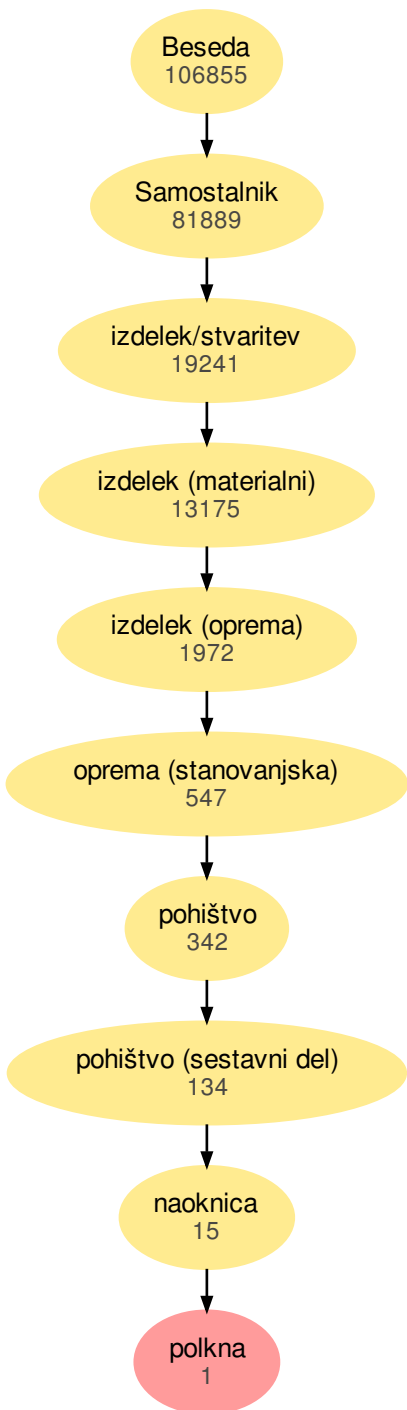 Beseda
106855
Samostalnik
81889
izdelek/stvaritev
19241
izdelek (materialni)
13175
izdelek (oprema)
1972
oprema (stanovanjska)
547
pohištvo
342
pohištvo (sestavni del)
134
naoknica
15
polkna
1